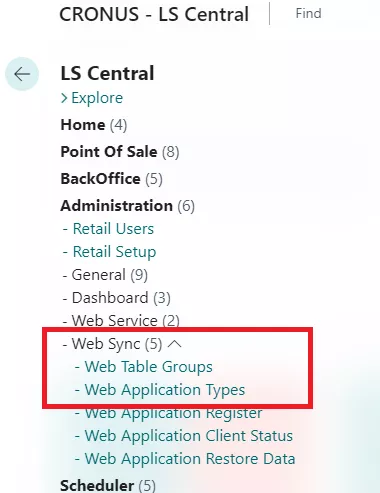 CRONUS - LS Central | Find
LS Central
> Explore
Home (4)
Point Of Sale (8)
BackOffice (5)
Administration (6)
- Retail Users
- Retail Setup
- General (9)
- Dashboard (3)
- Web Service (2)
- Web Sync (5)
- Web Table Groups
- Web Application Types
- Web Application Register
- Web Application Client Status
- Web Application Restore Data
Scheduler (5)